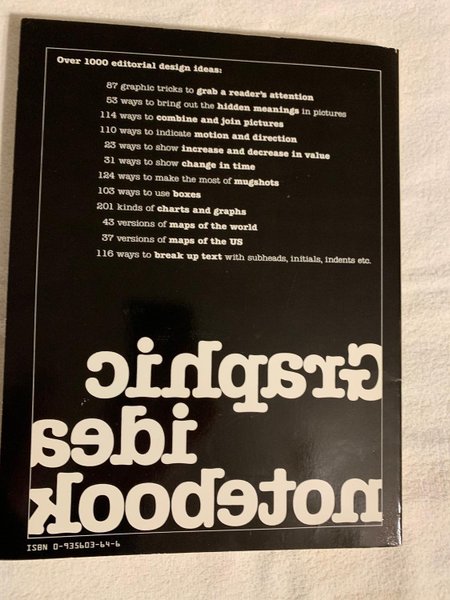 Over 1000 editorial design ideas:
87 graphic tricks to grab a reader's attention
53 ways to bring out the hidden meanings in pictures
114 ways to combine and join pictures
110 ways to indicate motion and direction
23 ways to show increase and decrease in value
31 ways to show change in time
124 ways to make the most of mugshots
103 ways to use boxes
201 kinds of charts and graphs
43 versions of maps of the world
37 versions of maps of the US
116 ways to break up text with subheads, initials, indents etc.
Graphic
idea
notebook
ISBN 0-935603-64-6